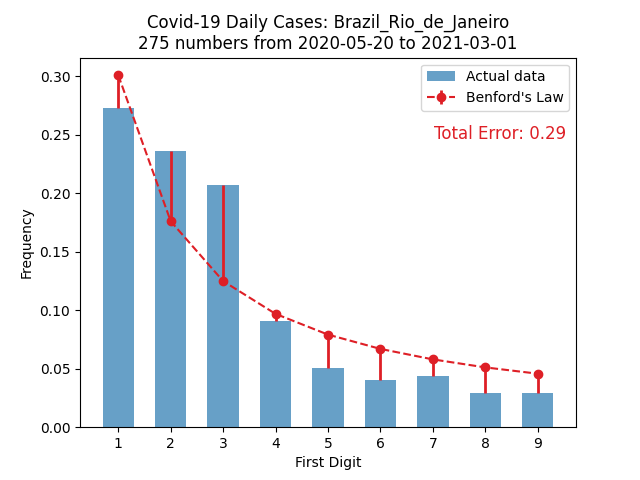 Covid-19 Daily Cases: Brazil_Rio_de_Janeiro
275 numbers from 2020-05-20 to 2021-03-01
Actual data
Benford's Law
Total Error: 0.29
Frequency
0.30
0.25
0.20
0.15
0.10
0.05
0.00
1 2 3 4 5 6 7 8 9
First Digit